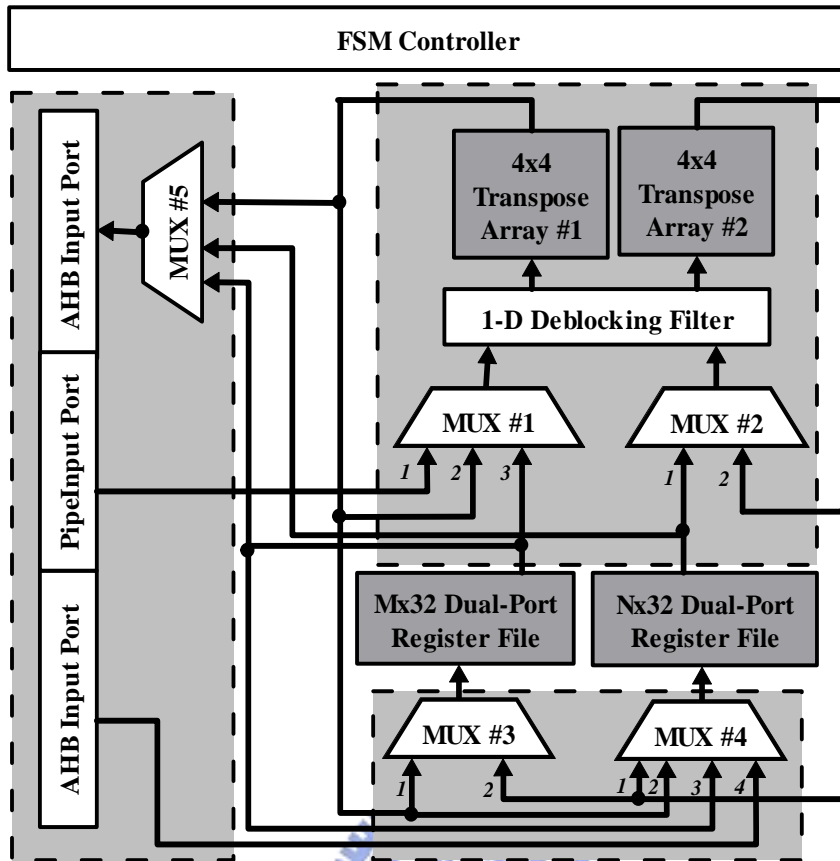 FSM Controller
AHB Input Port
PipeInput Port
AHB Input Port
MUX #5
4x4
Transpose
Array #1
4x4
Transpose
Array #2
1-D Deblocking Filter
MUX #1
MUX #2
1
2
3
1
2
Mx32 Dual-Port
Register File
Nx32 Dual-Port
Register File
MUX #3
MUX #4
1
2
1
2
3
4